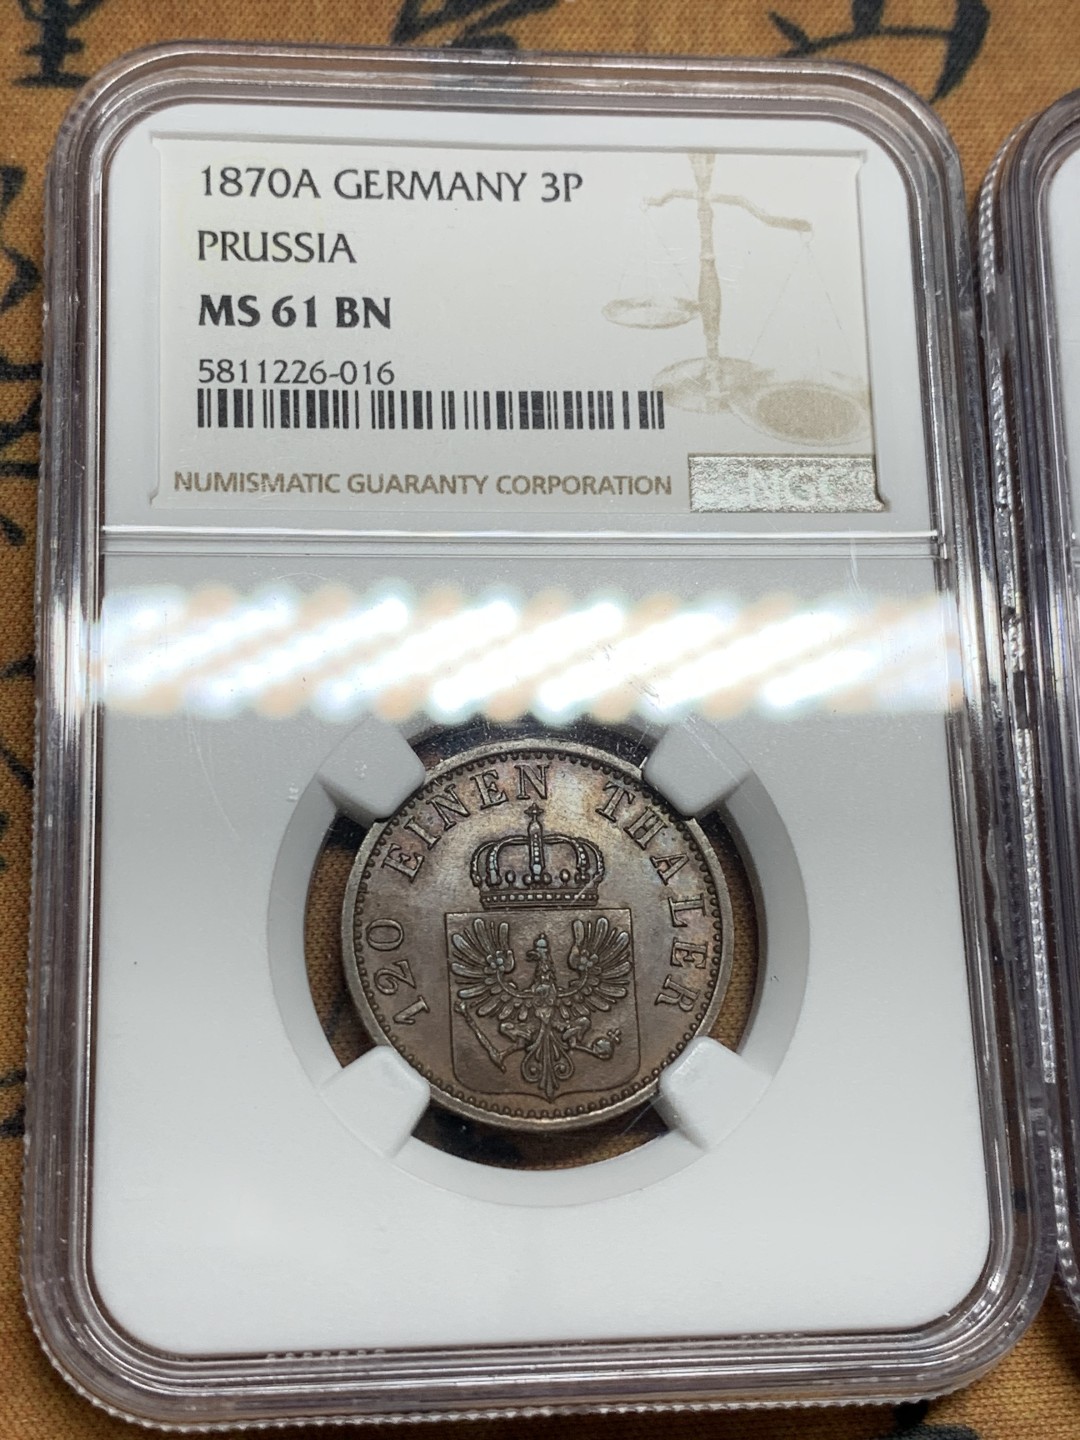 1870A GERMANY 3P
PRUSSIA
MS 61 BN
5811226-016
NUMISMATIC GUARANTY CORPORATION
NGC
120 EINEN THALER